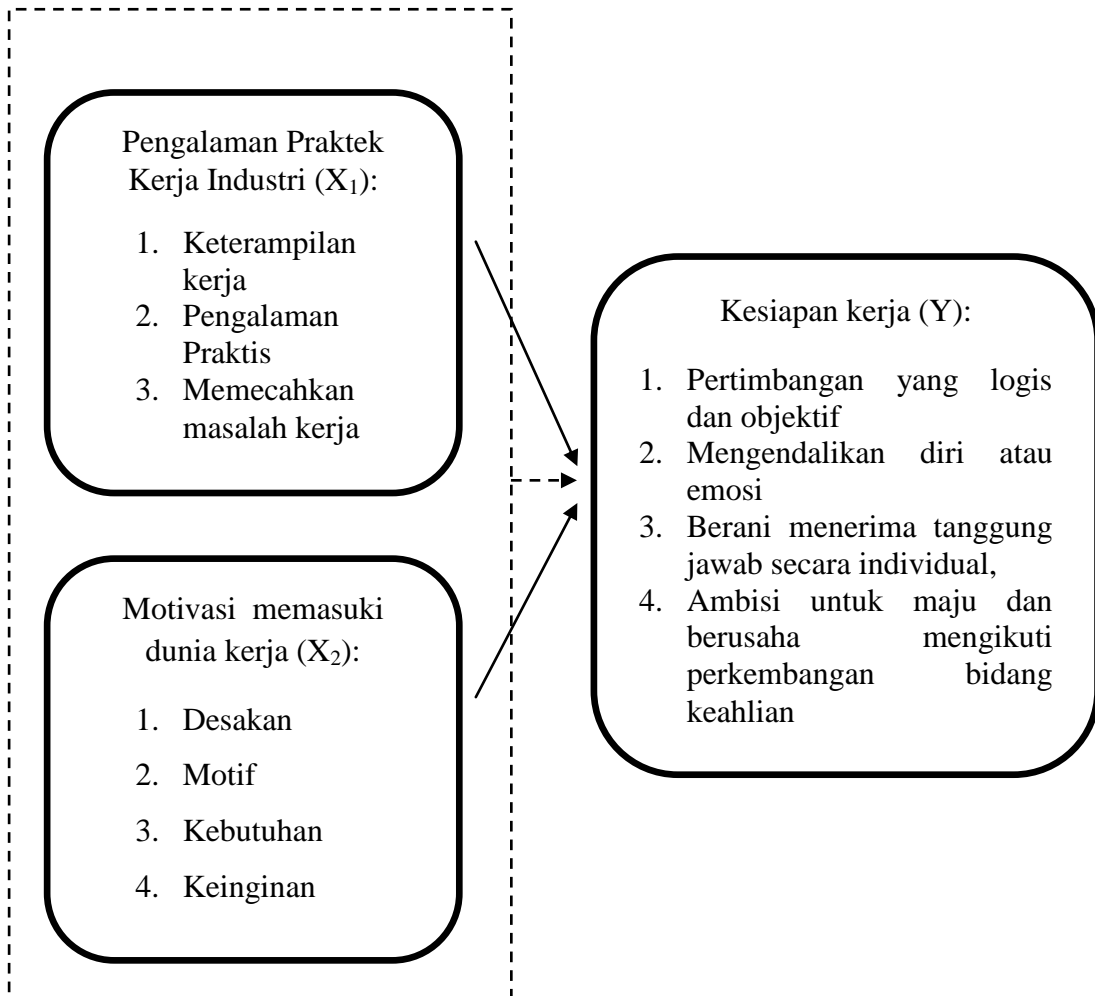 Pengalaman Praktek
Kerja Industri (X₁):
1. Keterampilan
kerja
2. Pengalaman
Praktis
3. Memecahkan
masalah kerja
Motivasi memasuki
dunia kerja (X₂):
1. Desakan
2. Motif
3. Kebutuhan
4. Keinginan
Kesiapan kerja (Y):
1. Pertimbangan yang logis
dan objektif
2. Mengendalikan diri atau
emosi
3. Berani menerima tanggung
jawab secara individual,
4. Ambisi untuk maju dan
berusaha mengikuti
perkembangan bidang
keahlian